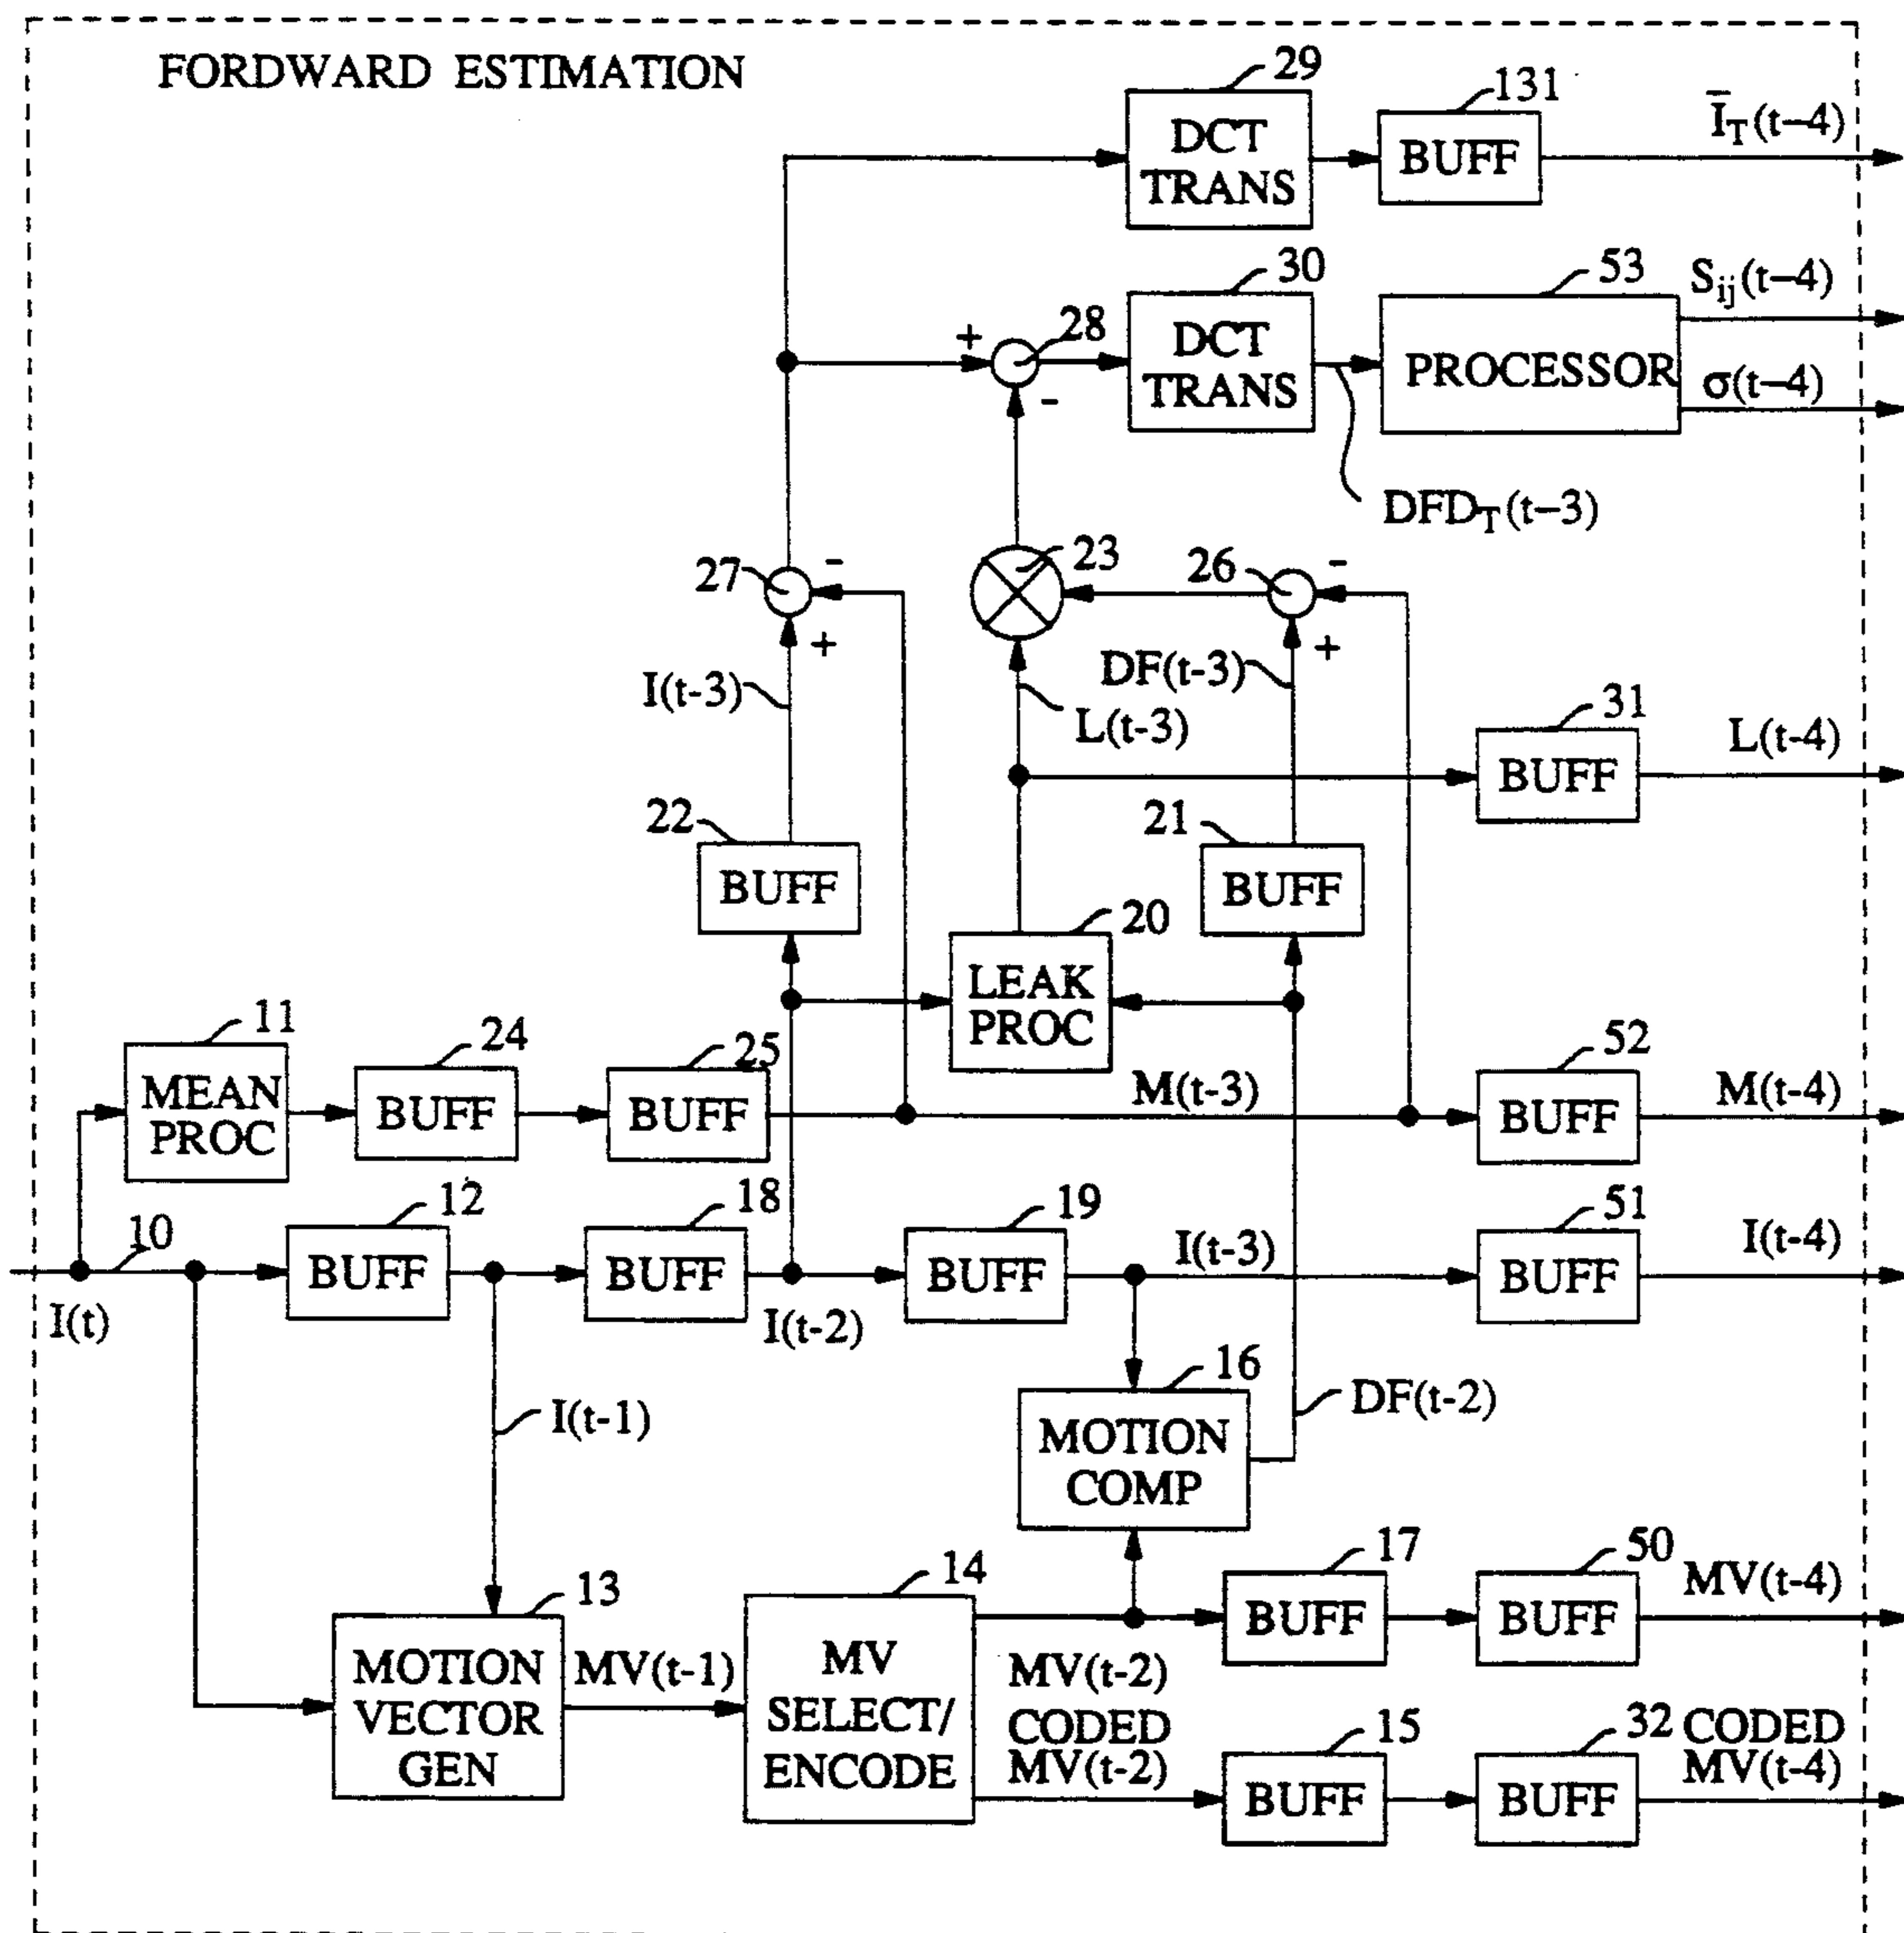 FORDWARD ESTIMATION
29
131
DCT
TRANS
BUFF
I̅T(t–4)
30
53
Sij(t–4)
+
28
DCT
TRANS
PROCESSOR
σ(t–4)
-
DFDT(t–3)
27
-
23
26
-
+
+
I(t-3)
DF(t-3)
L(t-3)
31
L(t-4)
BUFF
22
21
BUFF
BUFF
20
LEAK
PROC
11
24
25
52
MEAN
PROC
BUFF
BUFF
M(t-3)
BUFF
M(t-4)
10
12
18
19
51
BUFF
BUFF
BUFF
I(t-3)
BUFF
I(t-4)
I(t)
I(t-2)
16
I(t-1)
DF(t-2)
MOTION
COMP
13
14
17
50
MV(t-4)
BUFF
BUFF
MOTION
VECTOR
GEN
MV(t-1)
MV
SELECT/
ENCODE
MV(t-2)
CODED
MV(t-2)
15
32
CODED
MV(t-4)
BUFF
BUFF